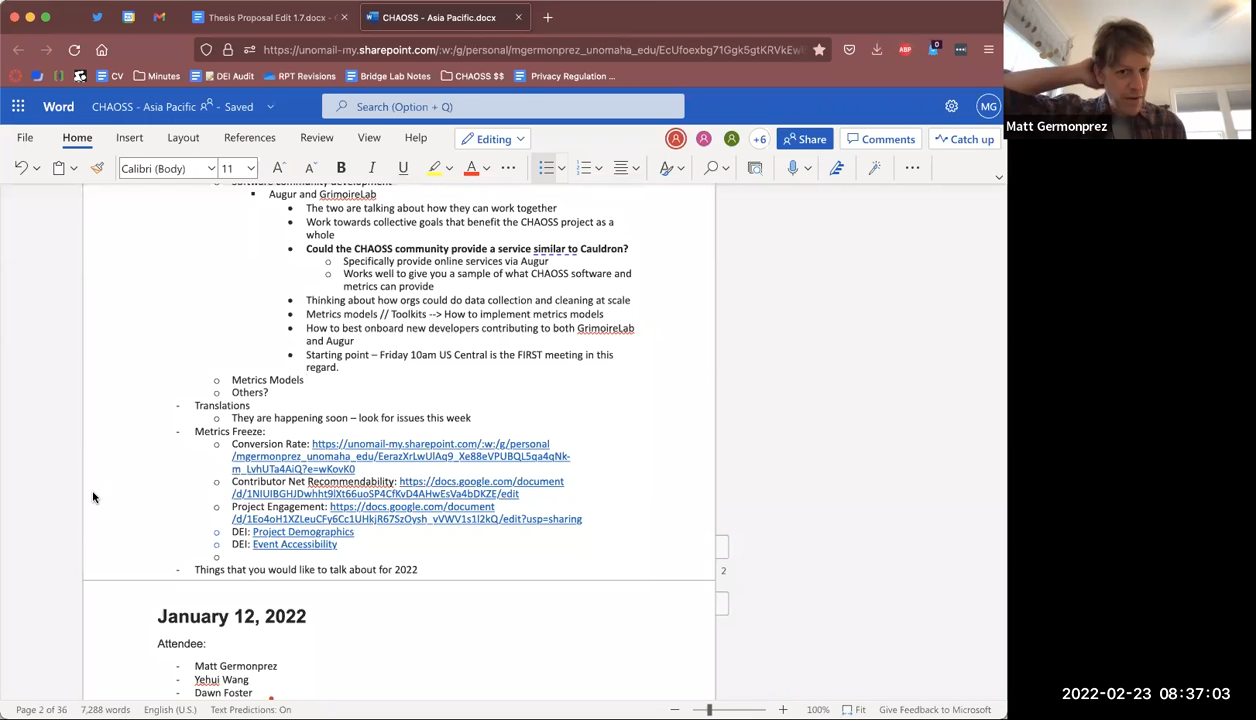 Thesis Proposal Edit 1.7.docx -
CHAOSS - Asia Pacific.docx
https://unomail-my.sharepoint.com/:w:/g/personal/mgermonprez_unomaha_edu/EcUfoexbg71Ggk5gtKRVkEw
CV
Minutes
DEI Audit
RPT Revisions
Bridge Lab Notes
CHAOSS $$
Privacy Regulation ...
Word
CHAOSS - Asia Pacific - Saved
Search (Option + Q)
MG
File
Home
Insert
Layout
References
Review
View
Help
Editing
+6
Share
Comments
Catch up
Calibri (Body)
11
Software community development
Augur and GrimoireLab
The two are talking about how they can work together
Work towards collective goals that benefit the CHAOSS project as a
whole
Could the CHAOSS community provide a service similar to Cauldron?
Specifically provide online services via Augur
Works well to give you a sample of what CHAOSS software and
metrics can provide
Thinking about how orgs could do data collection and cleaning at scale
Metrics models // Toolkits --> How to implement metrics models
How to best onboard new developers contributing to both GrimoireLab
and Augur
Starting point – Friday 10am US Central is the FIRST meeting in this
regard.
Metrics Models
Others?
- Translations
They are happening soon – look for issues this week
- Metrics Freeze:
Conversion Rate: https://unomail-my.sharepoint.com/:w:/g/personal
/mgermonprez_unomaha_edu/EerazXrLwUlAq9_Xe88eVPUBQL5qa4qNk-
m_LvhUTa4AiQ?e=wKovK0
Contributor Net Recommendability: https://docs.google.com/document
/d/1NIUIBGHJDwhht9lXt66uoSP4CfKvD4AHwEsVa4bDKZE/edit
Project Engagement: https://docs.google.com/document
/d/1Eo4oH1XZLeuCFy6Cc1UHkjR67SzOysh_vVWV1s1l2kQ/edit?usp=sharing
DEI: Project Demographics
DEI: Event Accessibility
- Things that you would like to talk about for 2022
2
January 12, 2022
Attendee:
- Matt Germonprez
- Yehui Wang
- Dawn Foster
Page 2 of 36
7,288 words
English (U.S.)
Text Predictions: On
100%
Fit
Give Feedback to Microsoft
Matt Germonprez
2022-02-23 08:37:03